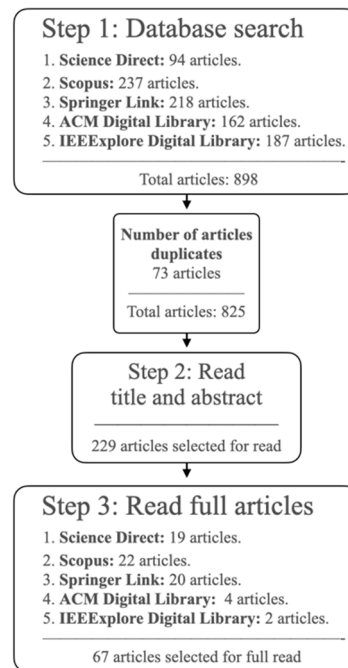 Step 1: Database search
1. Science Direct: 94 articles.
2. Scopus: 237 articles.
3. Springer Link: 218 articles.
4. ACM Digital Library: 162 articles.
5. IEEExplore Digital Library: 187 articles.
Total articles: 898
Number of articles
duplicates
73 articles
Total articles: 825
Step 2: Read
title and abstract
229 articles selected for read
Step 3: Read full articles
1. Science Direct: 19 articles.
2. Scopus: 22 articles.
3. Springer Link: 20 articles.
4. ACM Digital Library: 4 articles.
5. IEEExplore Digital Library: 2 articles.
67 articles selected for full read